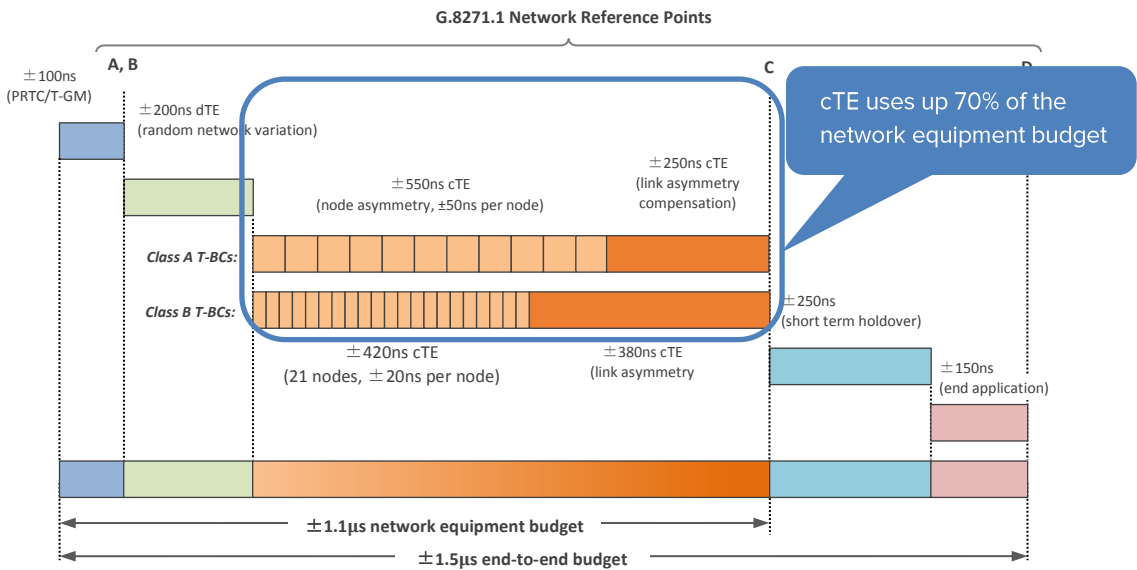 G.8271.1 Network Reference Points
A, B
C
D
±100ns
(PRTC/T-GM)
±200ns dTE
(random network variation)
cTE uses up 70% of the
network equipment budget
±550ns cTE
(node asymmetry, ±50ns per node)
±250ns cTE
(link asymmetry
compensation)
Class A T-BCs:
Class B T-BCs:
±420ns cTE
(21 nodes, ±20ns per node)
±380ns cTE
(link asymmetry
±250ns
(short term holdover)
±150ns
(end application)
±1.1μs network equipment budget
±1.5μs end-to-end budget